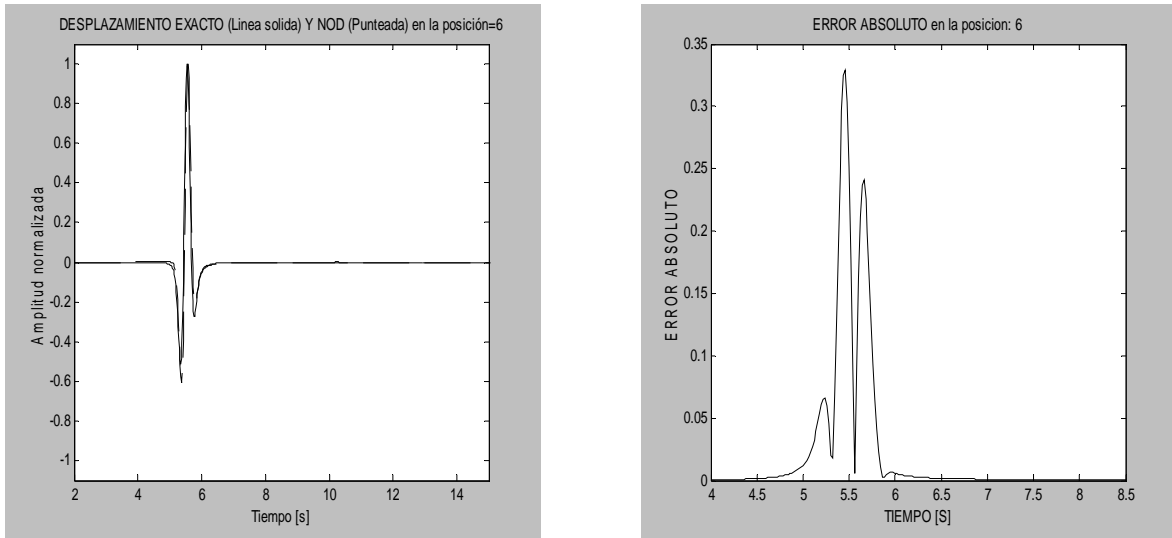 DESPLAZAMIENTO EXACTO (Linea solida) Y NOD (Punteada) en la posición=6
1
0.8
0.6
0.4
0.2
0
-0.2
-0.4
-0.6
-0.8
-1
Amplitud normalizada
2 4 6 8 10 12 14
Tiempo [s]
ERROR ABSOLUTO en la posicion: 6
0.35
0.3
0.25
0.2
0.15
0.1
0.05
0
ERROR ABSOLUTO
4 4.5 5 5.5 6 6.5 7 7.5 8 8.5
TIEMPO [S]